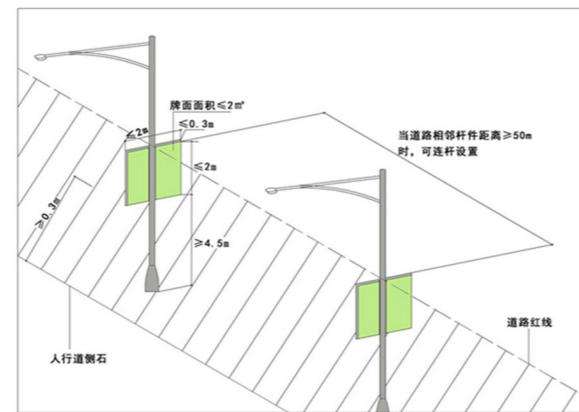 牌面面积≤2㎡
≤2m
≤0.3m
当道路相邻杆件距离≥50m
时，可连杆设置
≤2m
≥0.3m
≥4.5m
道路红线
人行道侧石